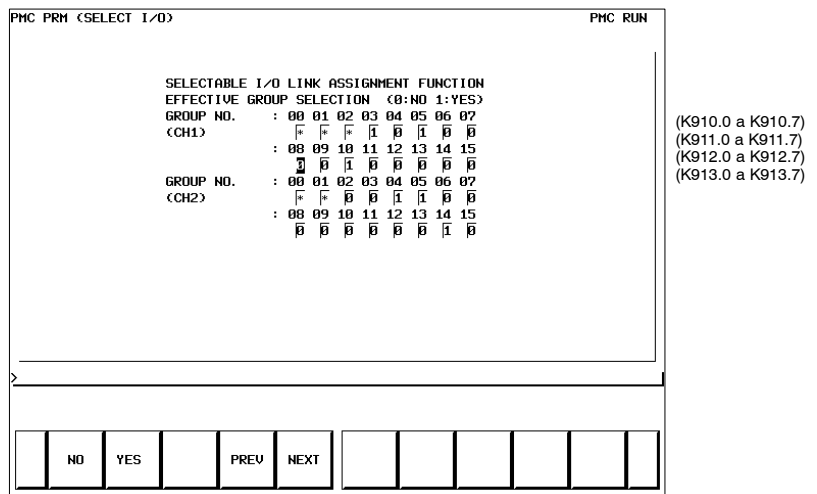 PMC PRM (SELECT I/O) PMC RUN
SELECTABLE I/O LINK ASSIGNMENT FUNCTION
EFFECTIVE GROUP SELECTION (0:NO 1:YES)
GROUP NO. : 00 01 02 03 04 05 06 07
(CH1) * * * 1 0 1 0 0
: 08 09 10 11 12 13 14 15
0 0 1 0 0 0 0 0
GROUP NO. : 00 01 02 03 04 05 06 07
(CH2) * * 0 0 1 1 0 0
: 08 09 10 11 12 13 14 15
0 0 0 0 0 0 1 0
(K910.0 a K910.7)
(K911.0 a K911.7)
(K912.0 a K912.7)
(K913.0 a K913.7)
>
NO YES PREV NEXT